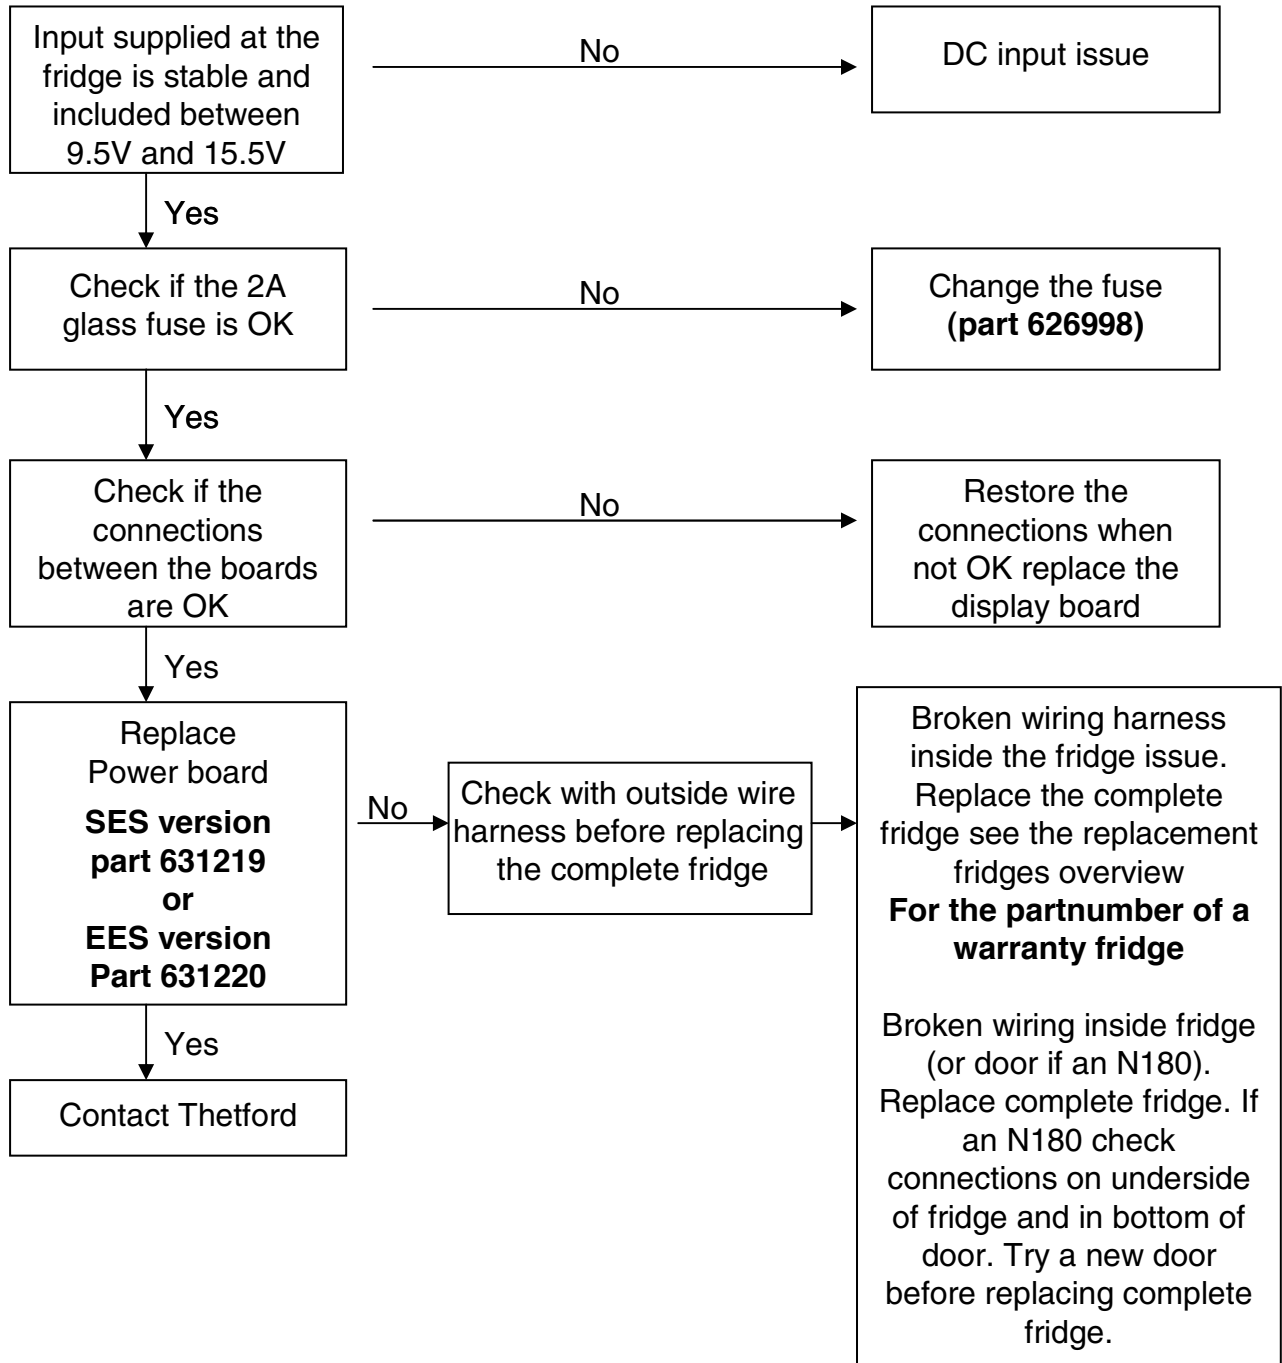 Input supplied at the
fridge is stable and
included between
9.5V and 15.5V
No
DC input issue
Yes
Check if the 2A
glass fuse is OK
No
Change the fuse
(part 626998)
Yes
Check if the
connections
between the boards
are OK
No
Restore the
connections when
not OK replace the
display board
Yes
Replace
Power board
SES version
part 631219
or
EES version
Part 631220
No
Check with outside wire
harness before replacing
the complete fridge
Broken wiring harness
inside the fridge issue.
Replace the complete
fridge see the replacement
fridges overview
For the partnumber of a
warranty fridge
Broken wiring inside fridge
(or door if an N180).
Replace complete fridge. If
an N180 check
connections on underside
of fridge and in bottom of
door. Try a new door
before replacing complete
fridge.
Yes
Contact Thetford